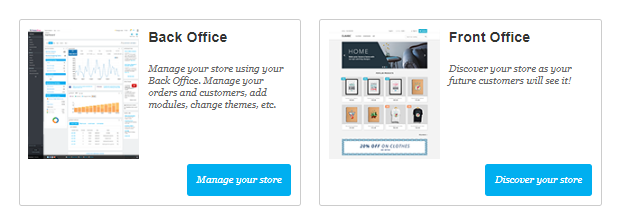 Back Office
Manage your store using your
Back Office. Manage your
orders and customers, add
modules, change themes, etc.
Manage your store
Front Office
Discover your store as your
future customers will see it!
HOME
20% OFF ON CLOTHES
Discover your store